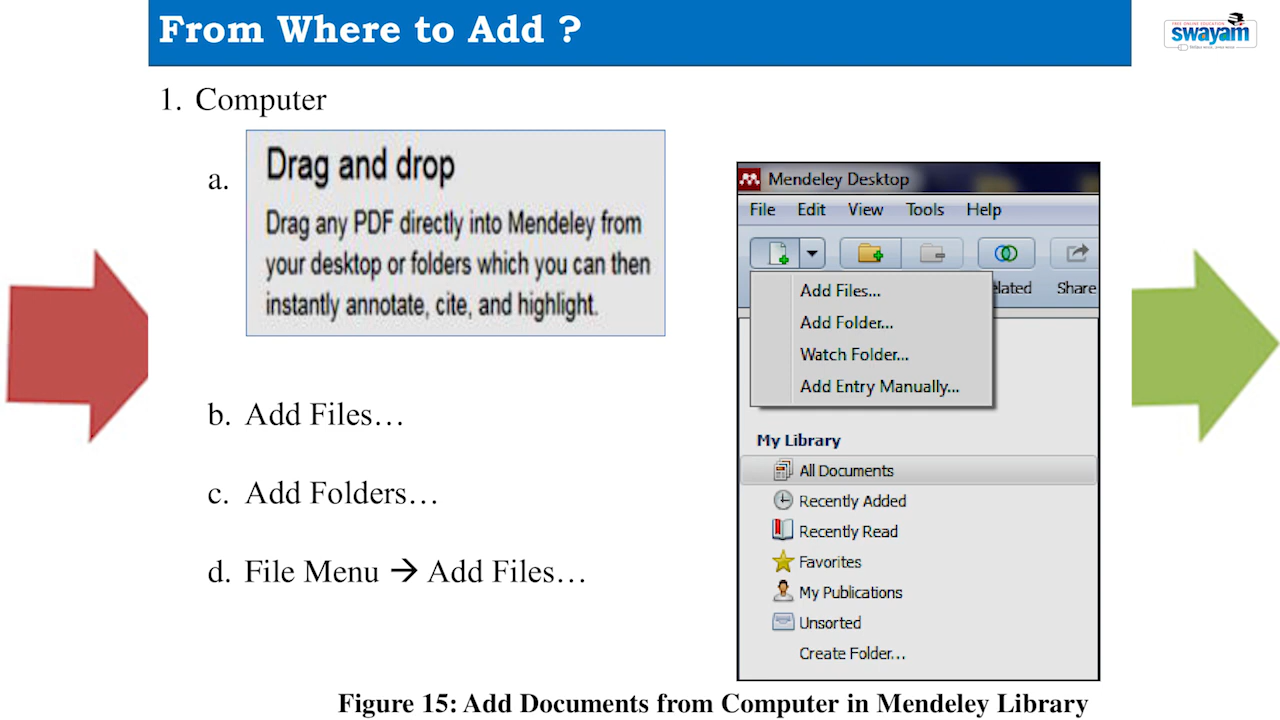 From Where to Add ?
FREE ONLINE EDUCATION
swayam
1. Computer
a.
Drag and drop
Drag any PDF directly into Mendeley from
your desktop or folders which you can then
instantly annotate, cite, and highlight.
b. Add Files…
c. Add Folders…
d. File Menu → Add Files…
Mendeley Desktop
File Edit View Tools Help
Add Files...
elated Share
Add Folder...
Watch Folder...
Add Entry Manually...
My Library
All Documents
Recently Added
Recently Read
Favorites
My Publications
Unsorted
Create Folder...
Figure 15: Add Documents from Computer in Mendeley Library